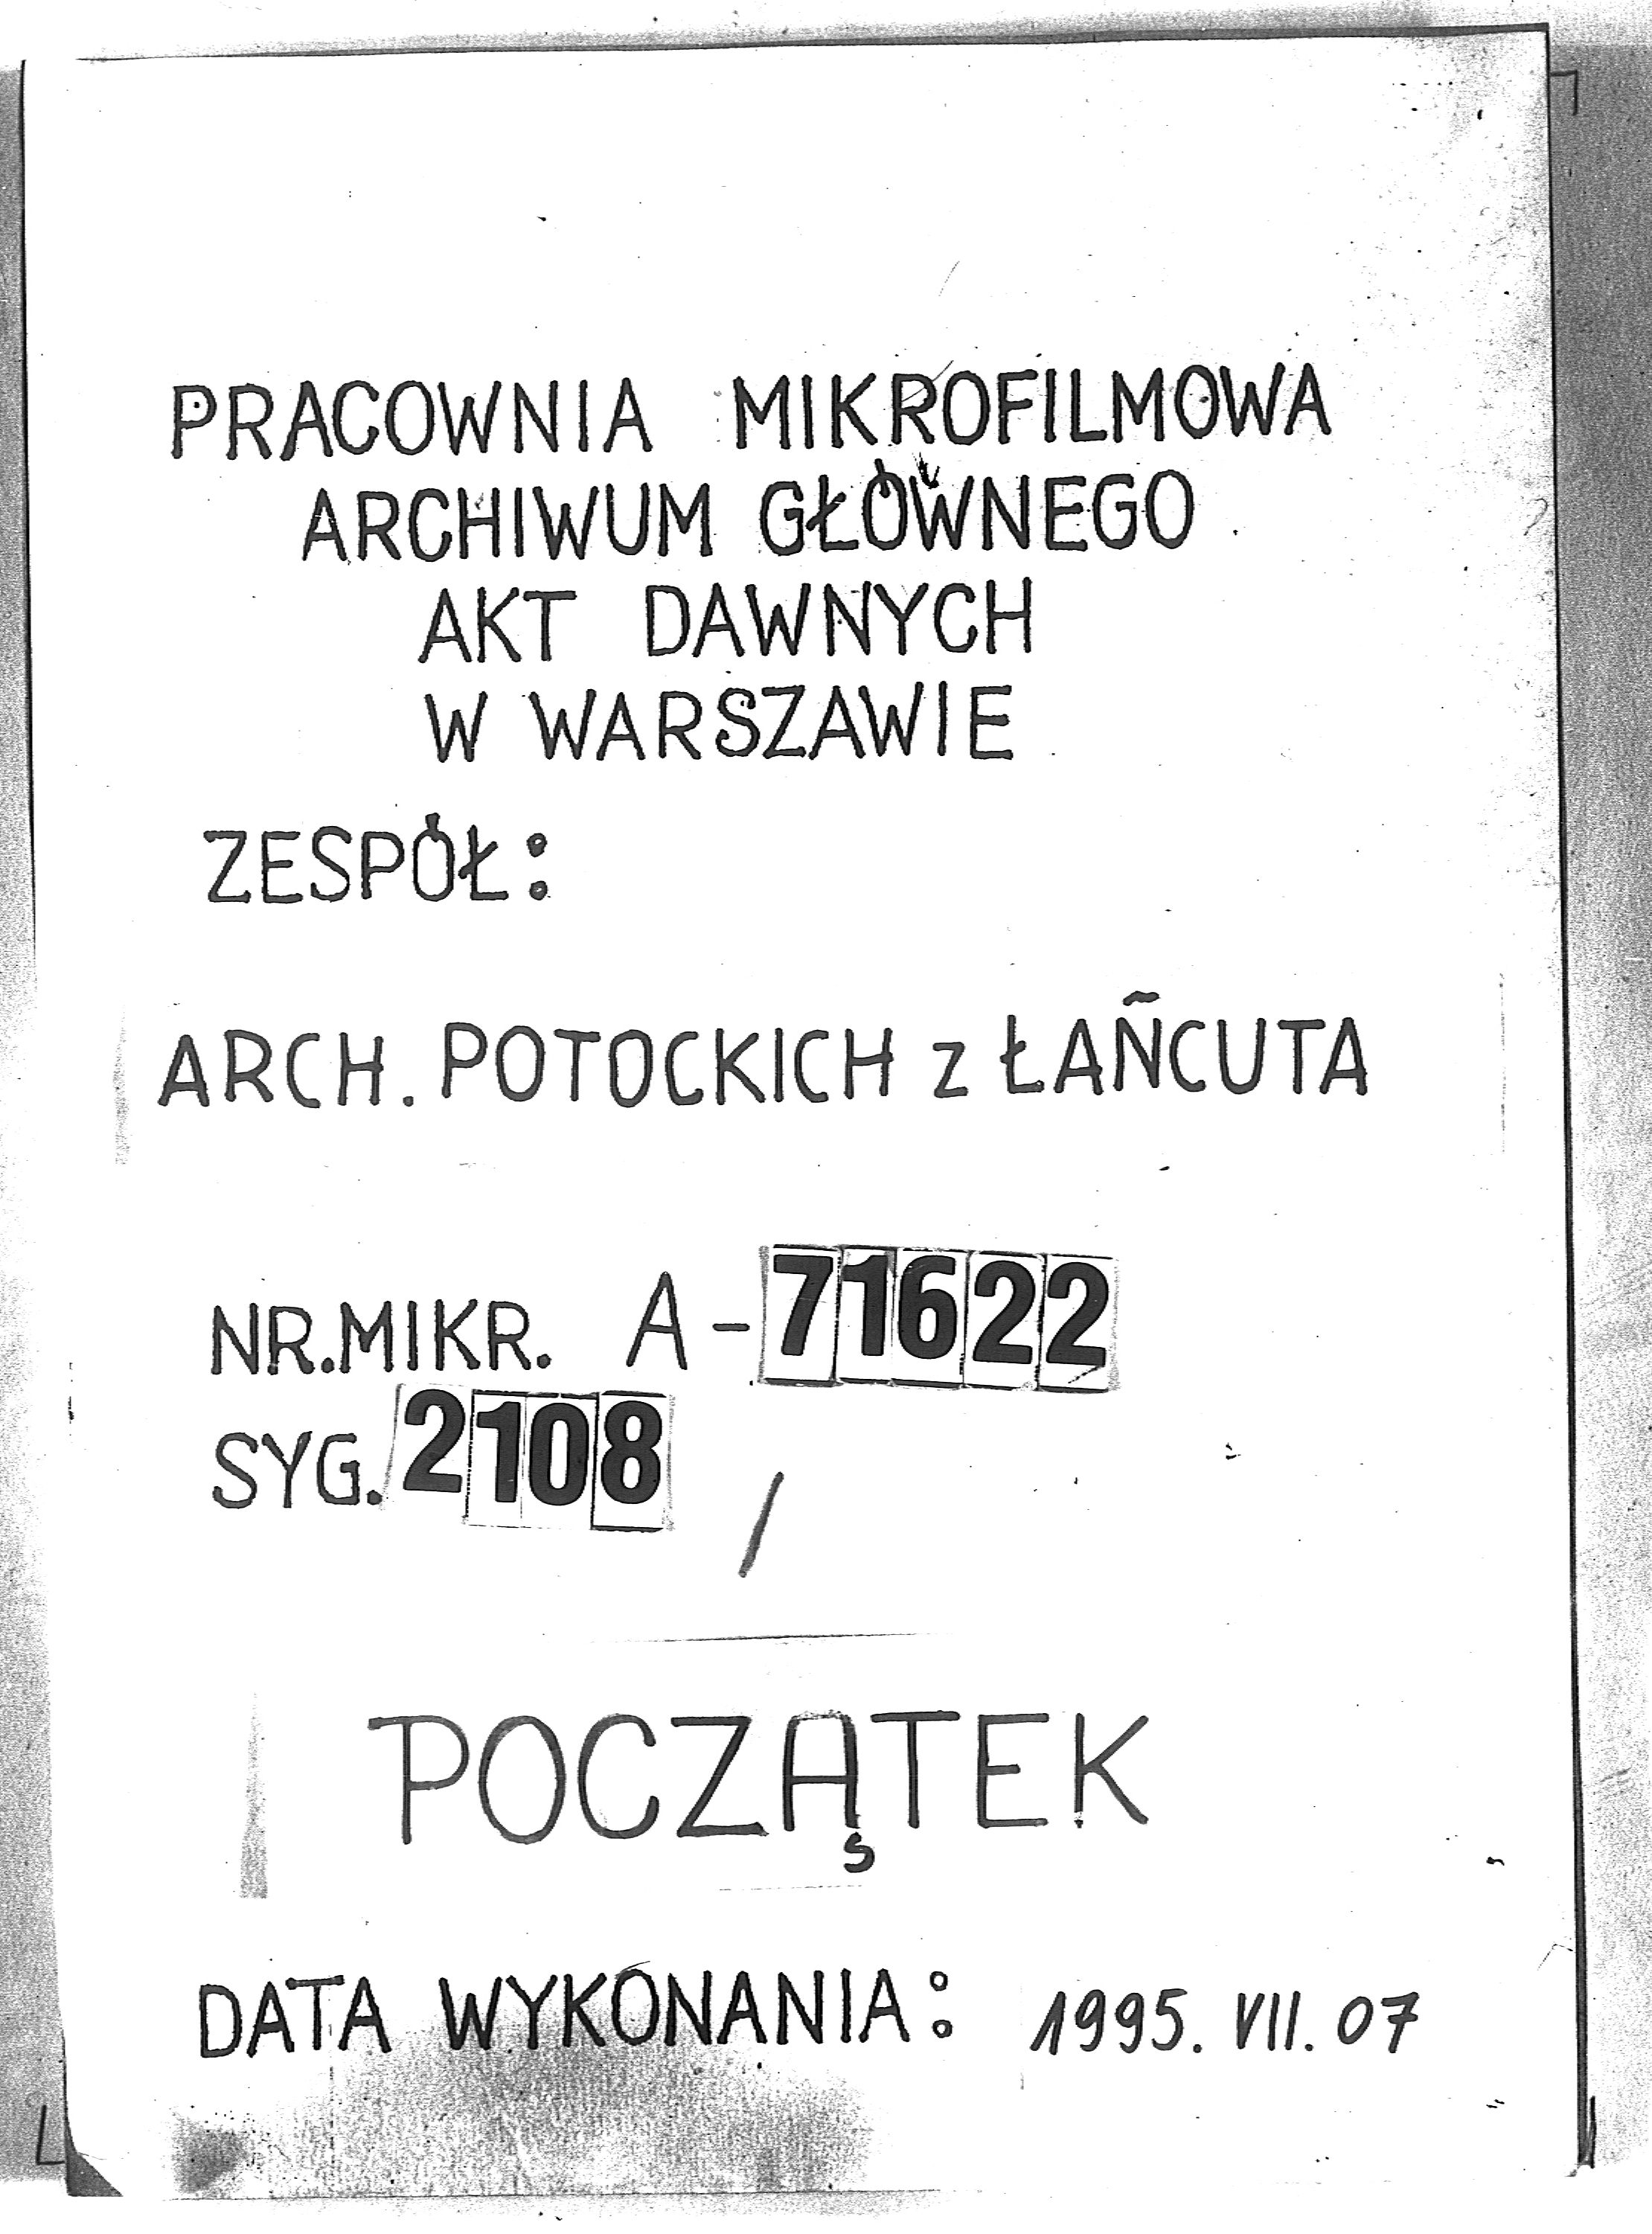 PRACOWNIA MIKROFILMOWA
ARCHIWUM GŁÓWNEGO
AKT DAWNYCH
W WARSZAWIE
ZESPÓŁ:
ARCH. POTOCKICH z ŁAŃCUTA
NR.MIKR. A-71622
SYG. 2108 /
POCZĄTEK
DATA WYKONANIA: 1995. VII. 07